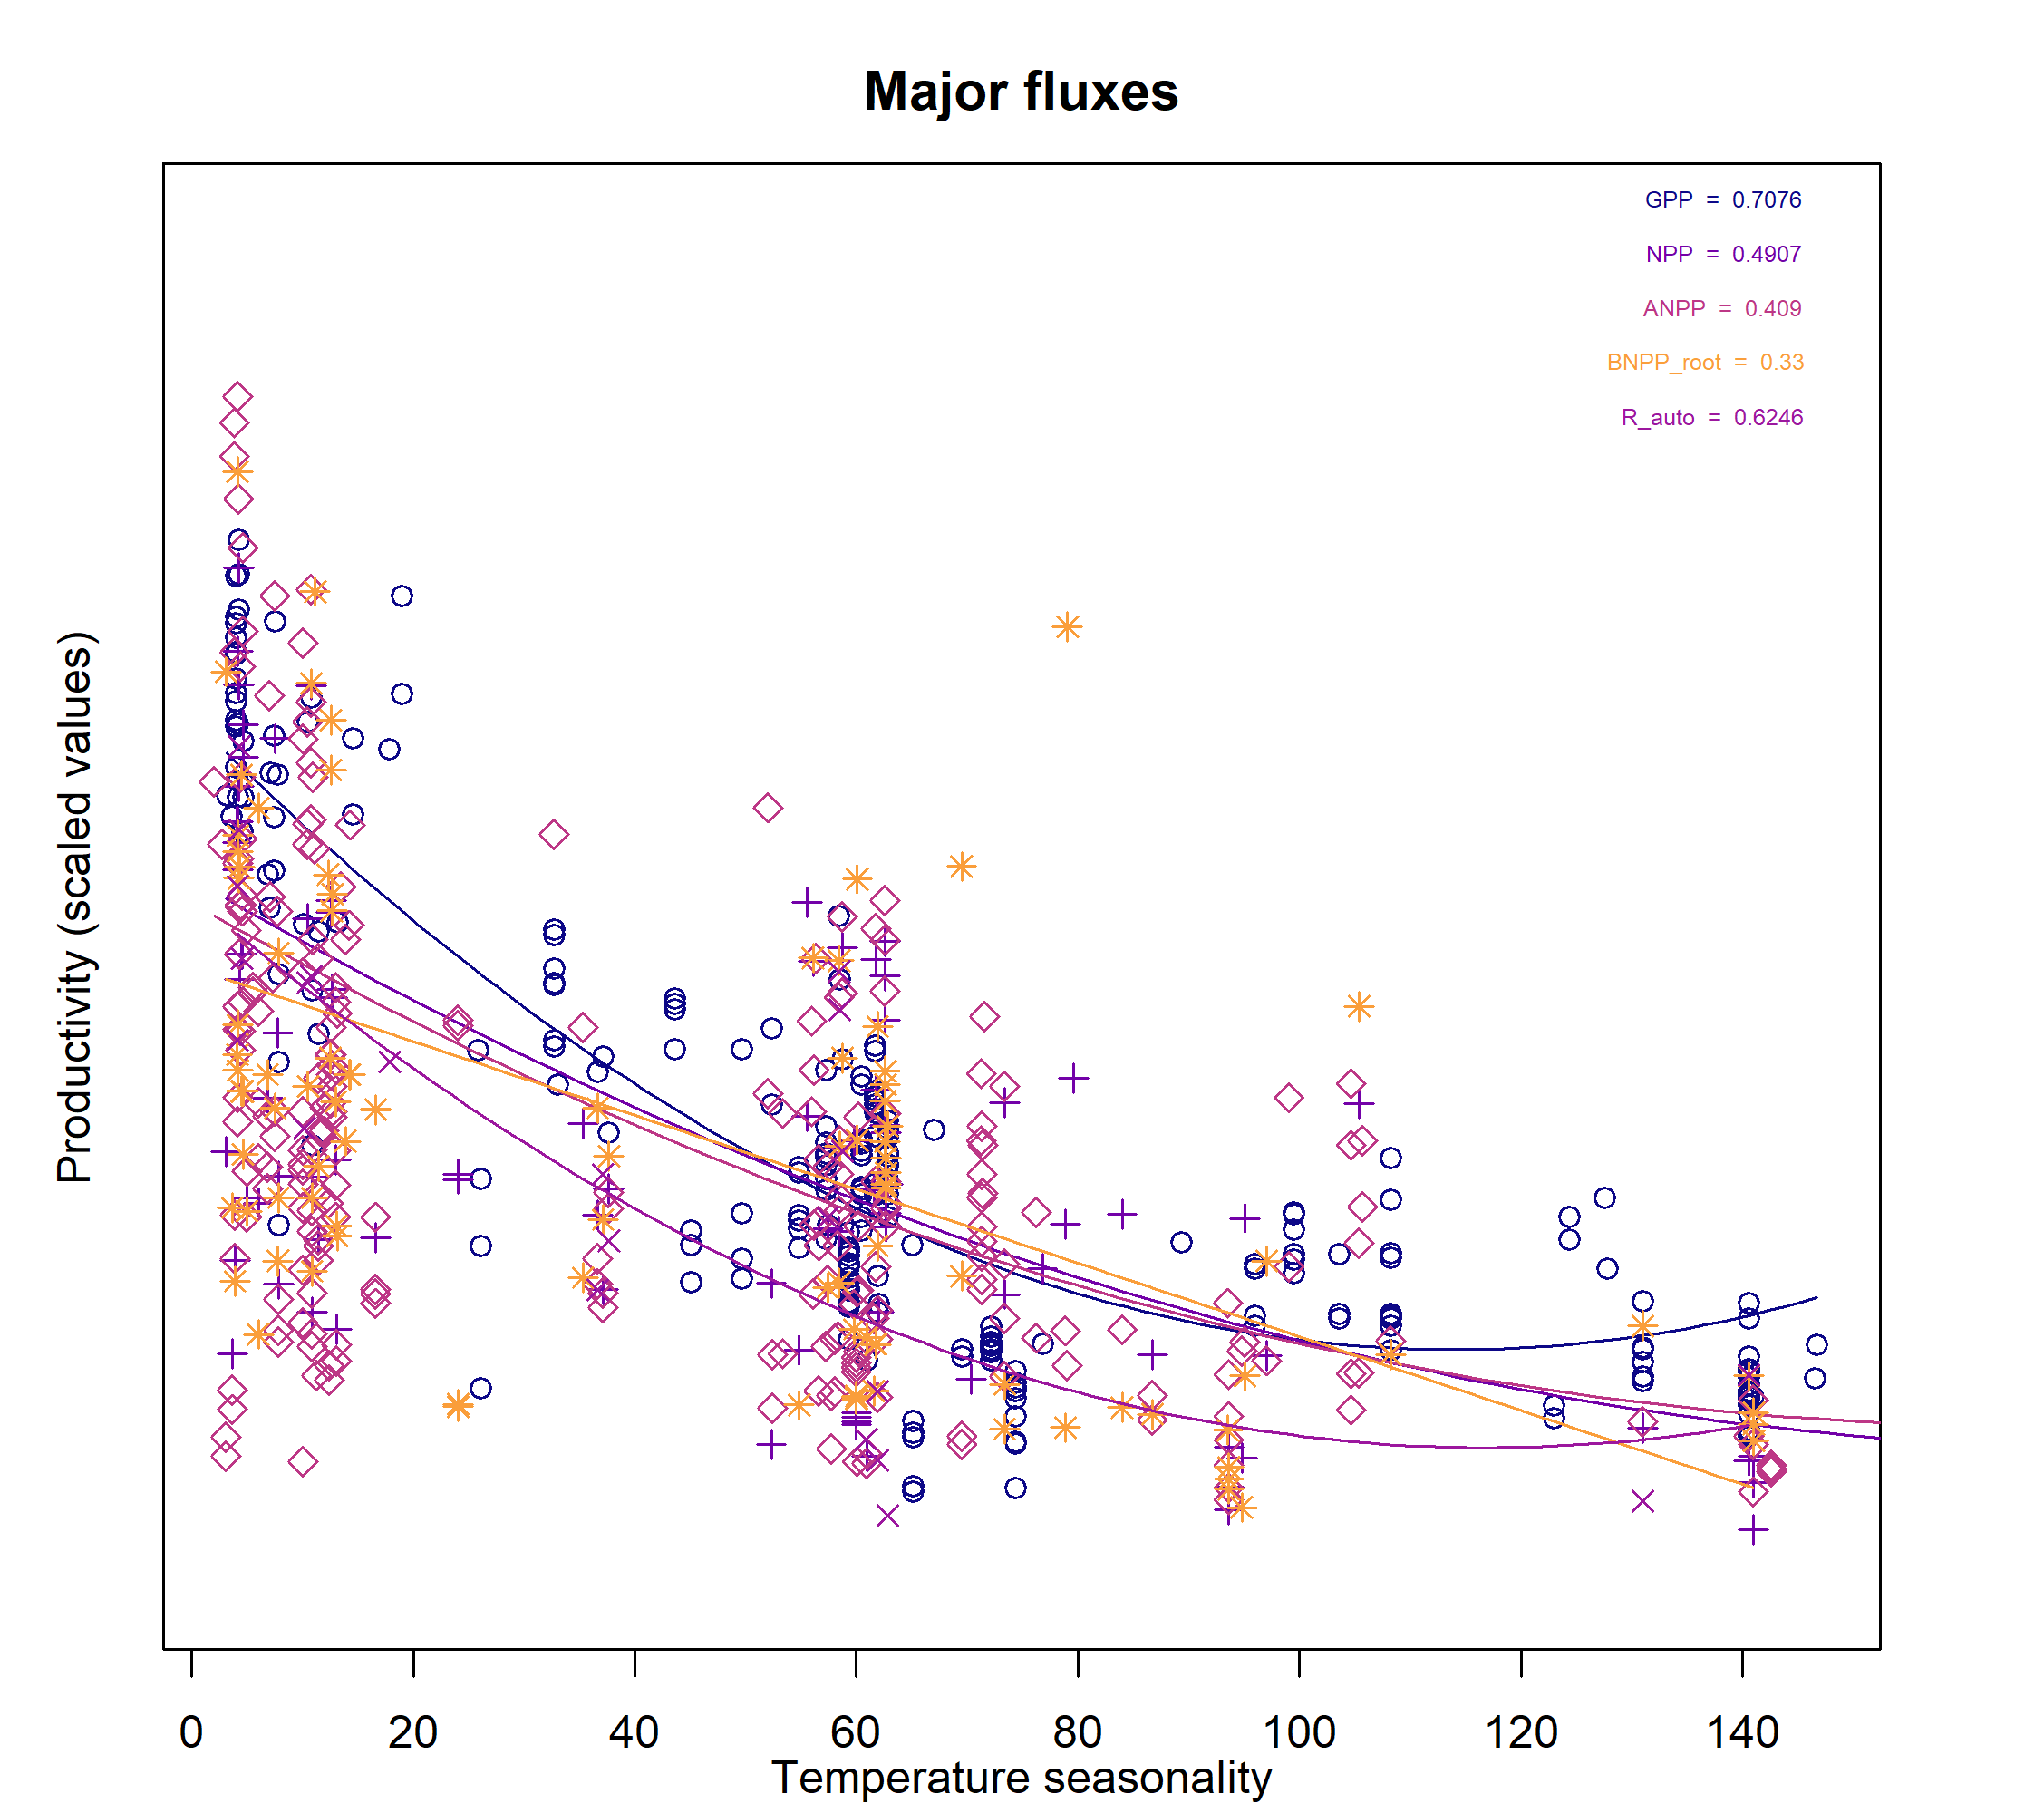 Major fluxes
GPP = 0.7076
NPP = 0.4907
ANPP = 0.409
BNPP_root = 0.33
R_auto = 0.6246
Productivity (scaled values)
0 20 40 60 80 100 120 140
Temperature seasonality